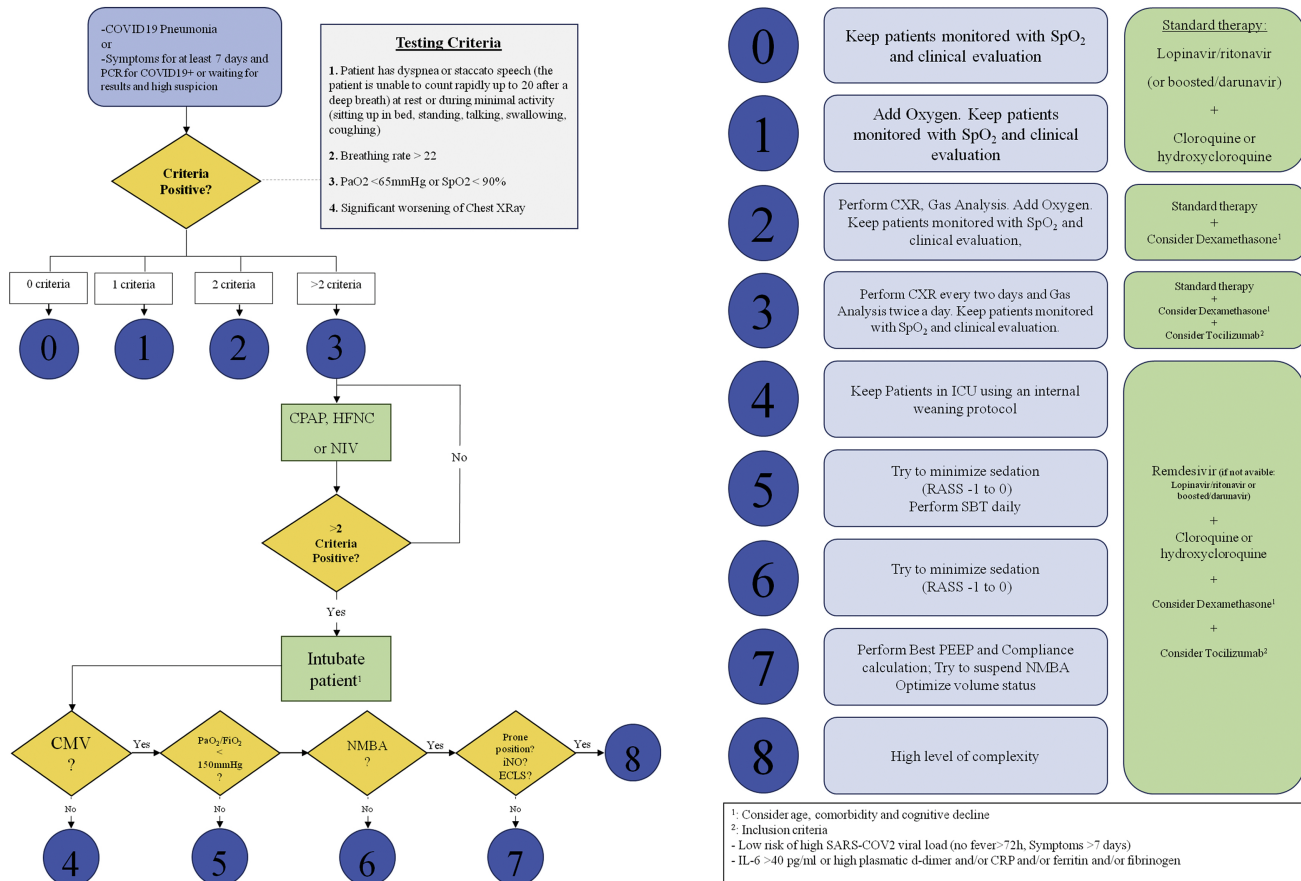 -COVID19 Pneumonia
or
-Symptoms for at least 7 days and
PCR for COVID19+ or waiting for
results and high suspicion
Testing Criteria
1. Patient has dyspnea or staccato speech (the
patient is unable to count rapidly up to 20 after a
deep breath) at rest or during minimal activity
(sitting up in bed, standing, talking, swallowing,
coughing)
2. Breathing rate > 22
3. PaO2 <65mmHg or SpO2 < 90%
4. Significant worsening of Chest XRay
Criteria
Positive?
0 criteria
1 criteria
2 criteria
>2 criteria
0
1
2
3
CPAP, HFNC
or NIV
No
>2
Criteria
Positive?
Yes
Intubate
patient¹
CMV
?
Yes
PaO₂/FiO₂
<
150mmHg
?
NMBA
?
Yes
Prone
position?
iNO?
ECLS?
Yes
8
No
No
No
No
4
5
6
7
0
Keep patients monitored with SpO₂
and clinical evaluation
1
Add Oxygen. Keep patients
monitored with SpO₂ and clinical
evaluation
Standard therapy:
Lopinavir/ritonavir
(or boosted/darunavir)
+
Cloroquine or
hydroxycloroquine
2
Perform CXR, Gas Analysis. Add Oxygen.
Keep patients monitored with SpO₂ and
clinical evaluation,
Standard therapy
+
Consider Dexamethasone¹
3
Perform CXR every two days and Gas
Analysis twice a day. Keep patients monitored
with SpO₂ and clinical evaluation.
Standard therapy
+
Consider Dexamethasone¹
+
Consider Tocilizumab²
4
Keep Patients in ICU using an internal
weaning protocol
5
Try to minimize sedation
(RASS -1 to 0)
Perform SBT daily
6
Try to minimize sedation
(RASS -1 to 0)
7
Perform Best PEEP and Compliance
calculation; Try to suspend NMBA
Optimize volume status
8
High level of complexity
Remdesivir (if not avaible:
Lopinavir/ritonavir or
boosted/darunavir)
+
Cloroquine or
hydroxycloroquine
+
Consider Dexamethasone¹
+
Consider Tocilizumab²
¹: Consider age, comorbidity and cognitive decline
²: Inclusion criteria
- Low risk of high SARS-COV2 viral load (no fever>72h, Symptoms >7 days)
- IL-6 >40 pg/ml or high plasmatic d-dimer and/or CRP and/or ferritin and/or fibrinogen